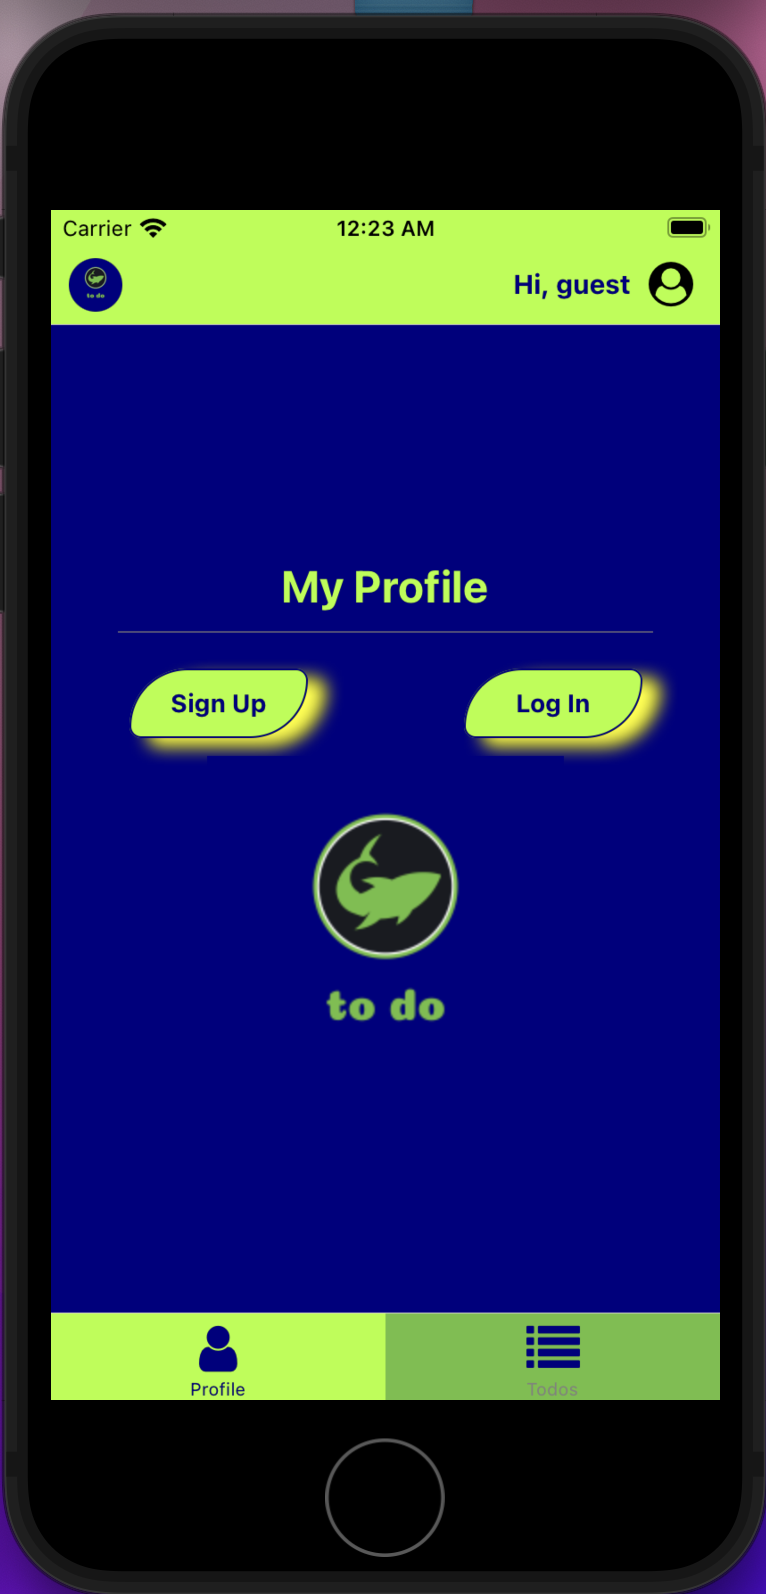 Carrier 12:23 AM
to do Hi, guest
My Profile
Sign Up Log In
to do
Profile Todos